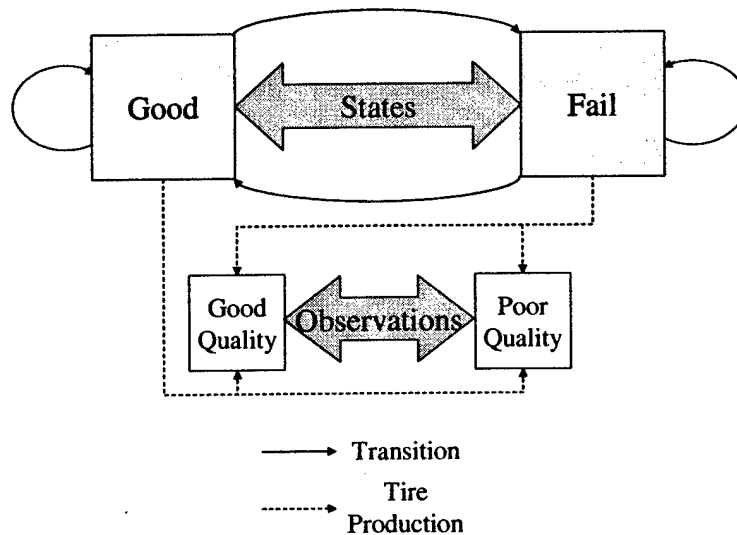 Good
States
Fail
Good
Quality
Observations
Poor
Quality
Transition
Tire
Production